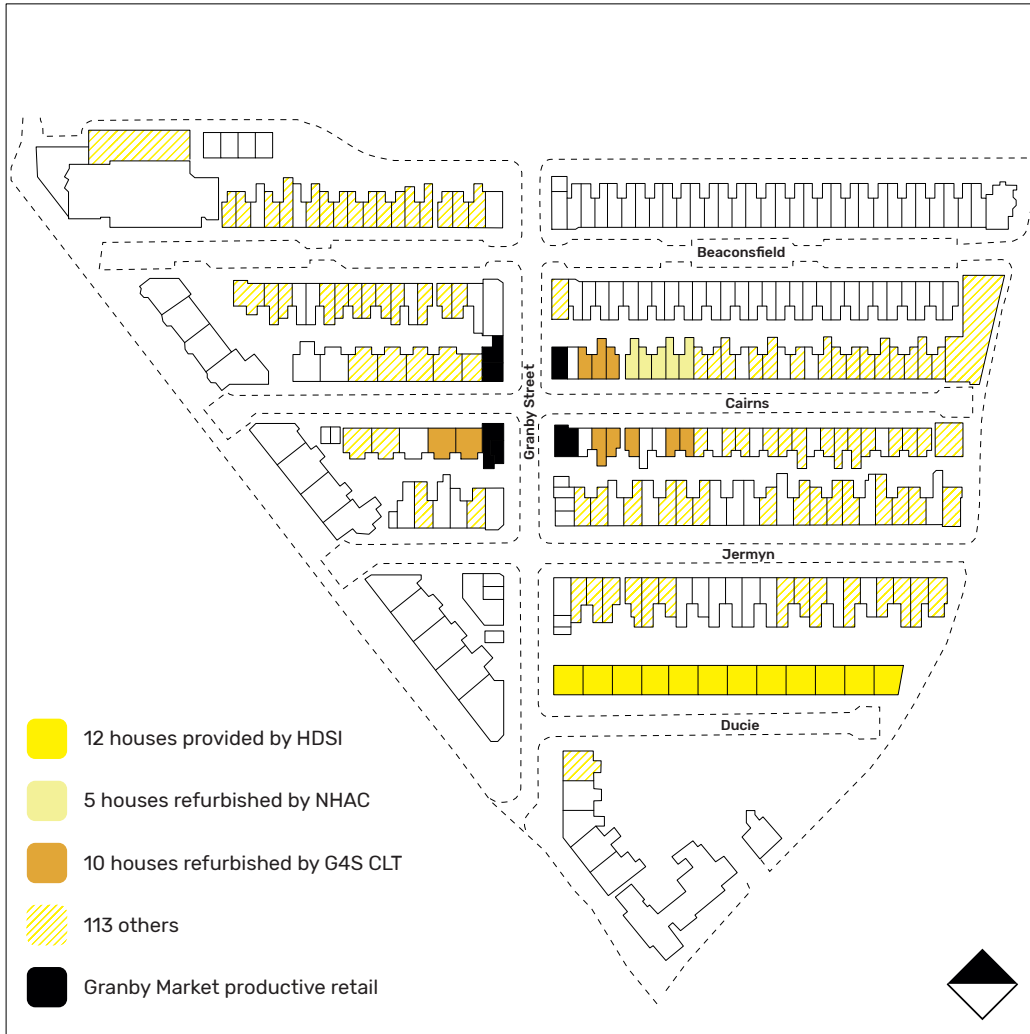 Beaconsfield
Granby Street
Cairns
Jermyn
Ducie
12 houses provided by HDSI
5 houses refurbished by NHAC
10 houses refurbished by G4S CLT
113 others
Granby Market productive retail